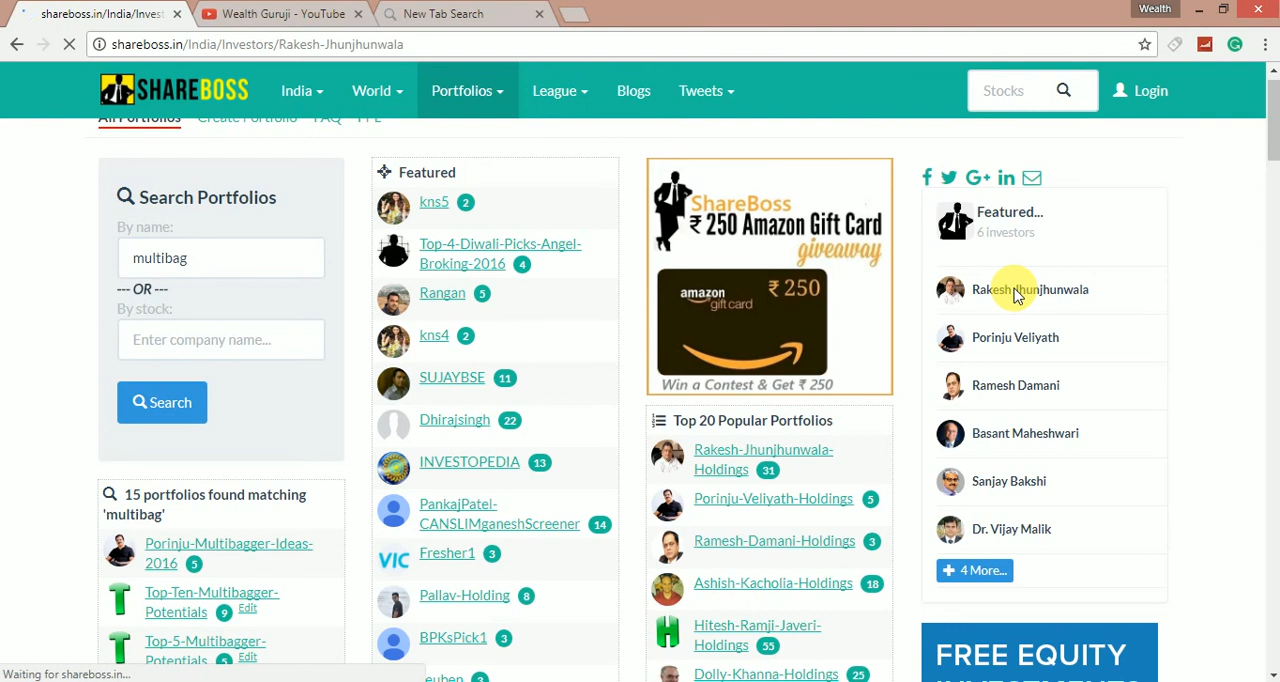 shareboss.in/India/Invest
Wealth Guruji - YouTube
New Tab Search
Wealth
shareboss.in/India/Investors/Rakesh-Jhunjhunwala
SHAREBOSS
India
World
Portfolios
League
Blogs
Tweets
Stocks
Login
All Portfolios
Create Portfolio
FAQ
Search Portfolios
By name:
multibag
--- OR ---
By stock:
Enter company name...
Search
15 portfolios found matching
'multibag'
Porinju-Multibagger-Ideas-
2016 5
Top-Ten-Multibagger-
Potentials 9 Edit
Top-5-Multibagger-
Potentials 5 Edit
Featured
kns5 2
Top-4-Diwali-Picks-Angel-
Broking-2016 4
Rangan 5
kns4 2
SUJAYBSE 11
Dhirajsingh 22
INVESTOPEDIA 13
PankajPatel-
CANSLIMganeshScreener 14
VIC
Fresher1 3
Pallav-Holding 8
BPKsPick1 3
ShareBoss
₹ 250 Amazon Gift Card
giveaway
amazon
gift card
₹ 250
Win a Contest & Get ₹ 250
Top 20 Popular Portfolios
Rakesh-Jhunjhunwala-
Holdings 31
Porinju-Veliyath-Holdings 5
Ramesh-Damani-Holdings 3
Ashish-Kacholia-Holdings 18
Hitesh-Ramji-Javeri-
Holdings 55
Dolly-Khanna-Holdings 25
Featured...
6 investors
Rakesh Jhunjhunwala
Porinju Veliyath
Ramesh Damani
Basant Maheshwari
Sanjay Bakshi
Dr. Vijay Malik
4 More...
FREE EQUITY
Waiting for shareboss.in...